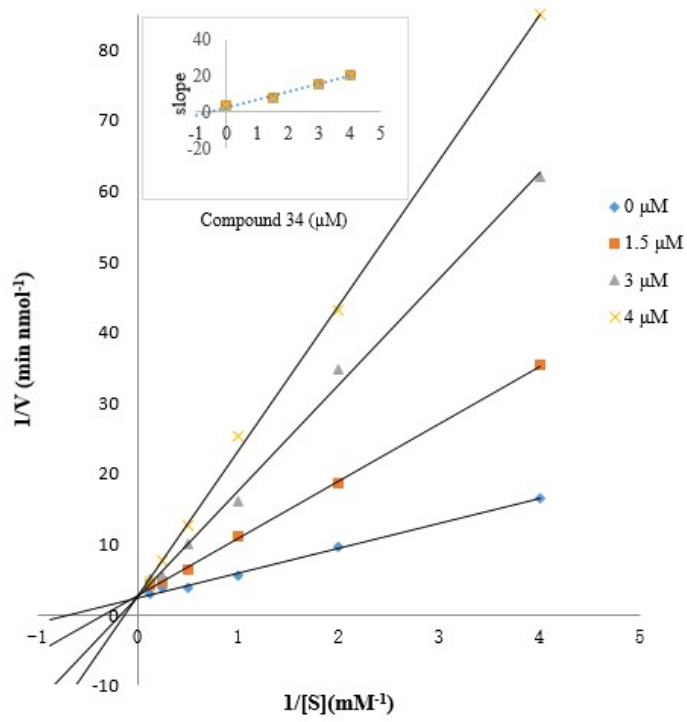 40
20
0
-20
slope
-1 0 1 2 3 4 5
Compound 34 (µM)
80
70
60
50
40
30
20
10
0
-10
1/V (min nmol-1)
-1 0 1 2 3 4 5
1/[S](mM-1)
0 µM
1.5 µM
3 µM
4 µM